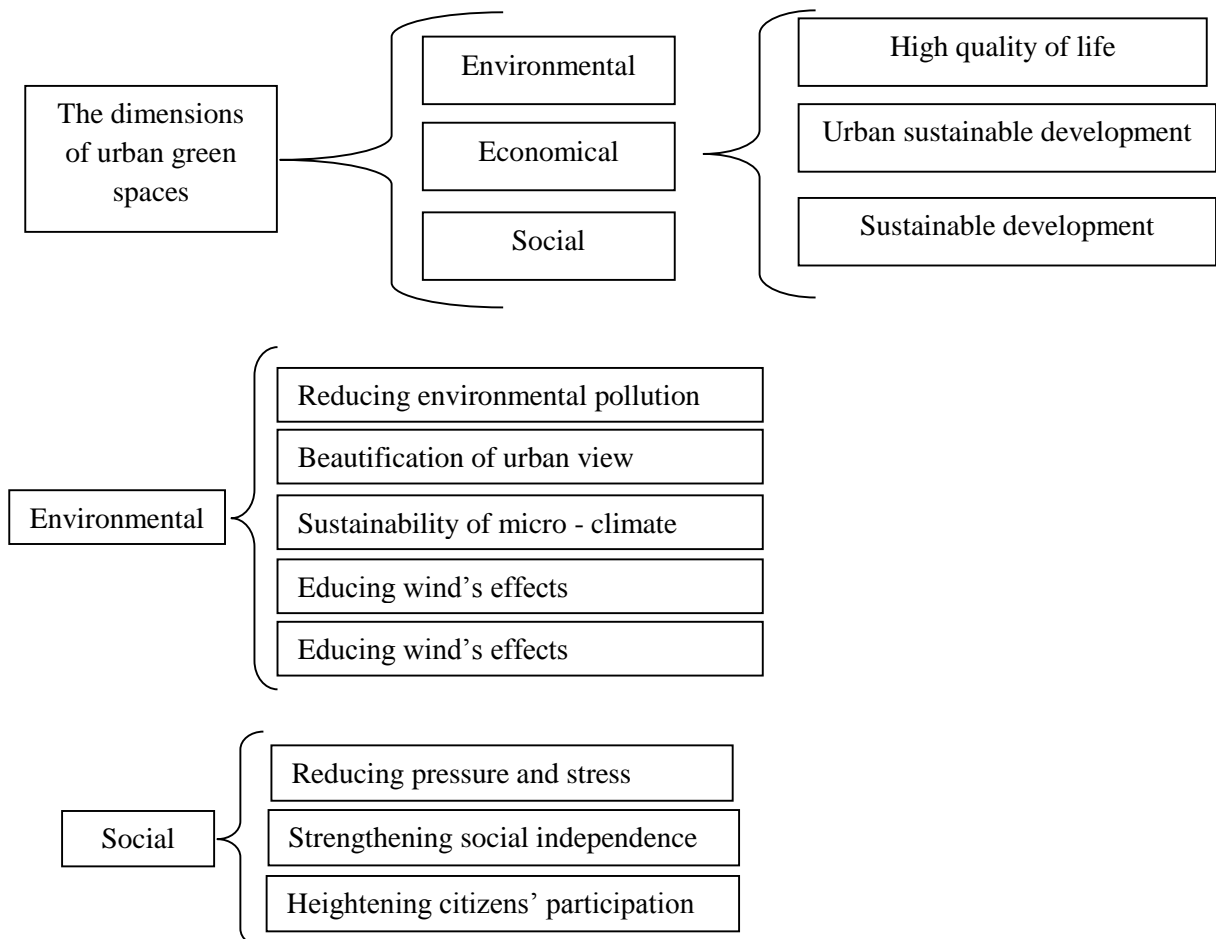 The dimensions
of urban green
spaces
Environmental
Economical
Social
High quality of life
Urban sustainable development
Sustainable development
Environmental
Reducing environmental pollution
Beautification of urban view
Sustainability of micro - climate
Educing wind’s effects
Educing wind’s effects
Social
Reducing pressure and stress
Strengthening social independence
Heightening citizens’ participation